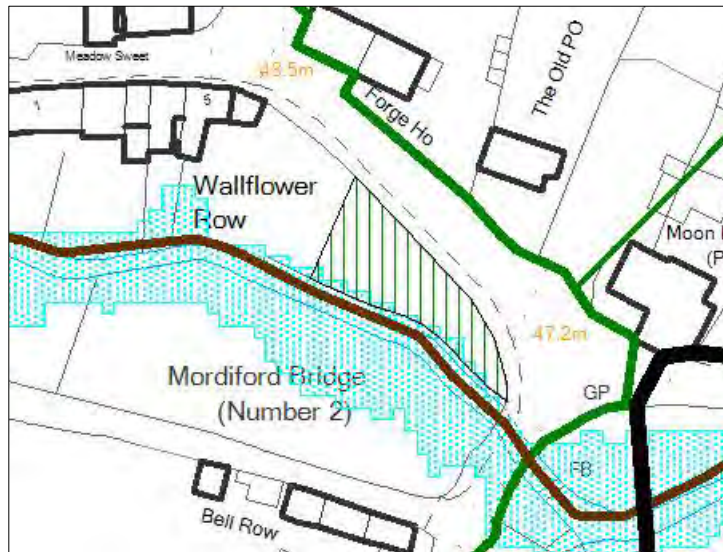 Meadow Sweet
49.5m
Forge Ho
The Old PO
1
5
Wallflower
Row
Moon
(P
47.2m
Mordiford Bridge
(Number 2)
GP
FB
Bell Row